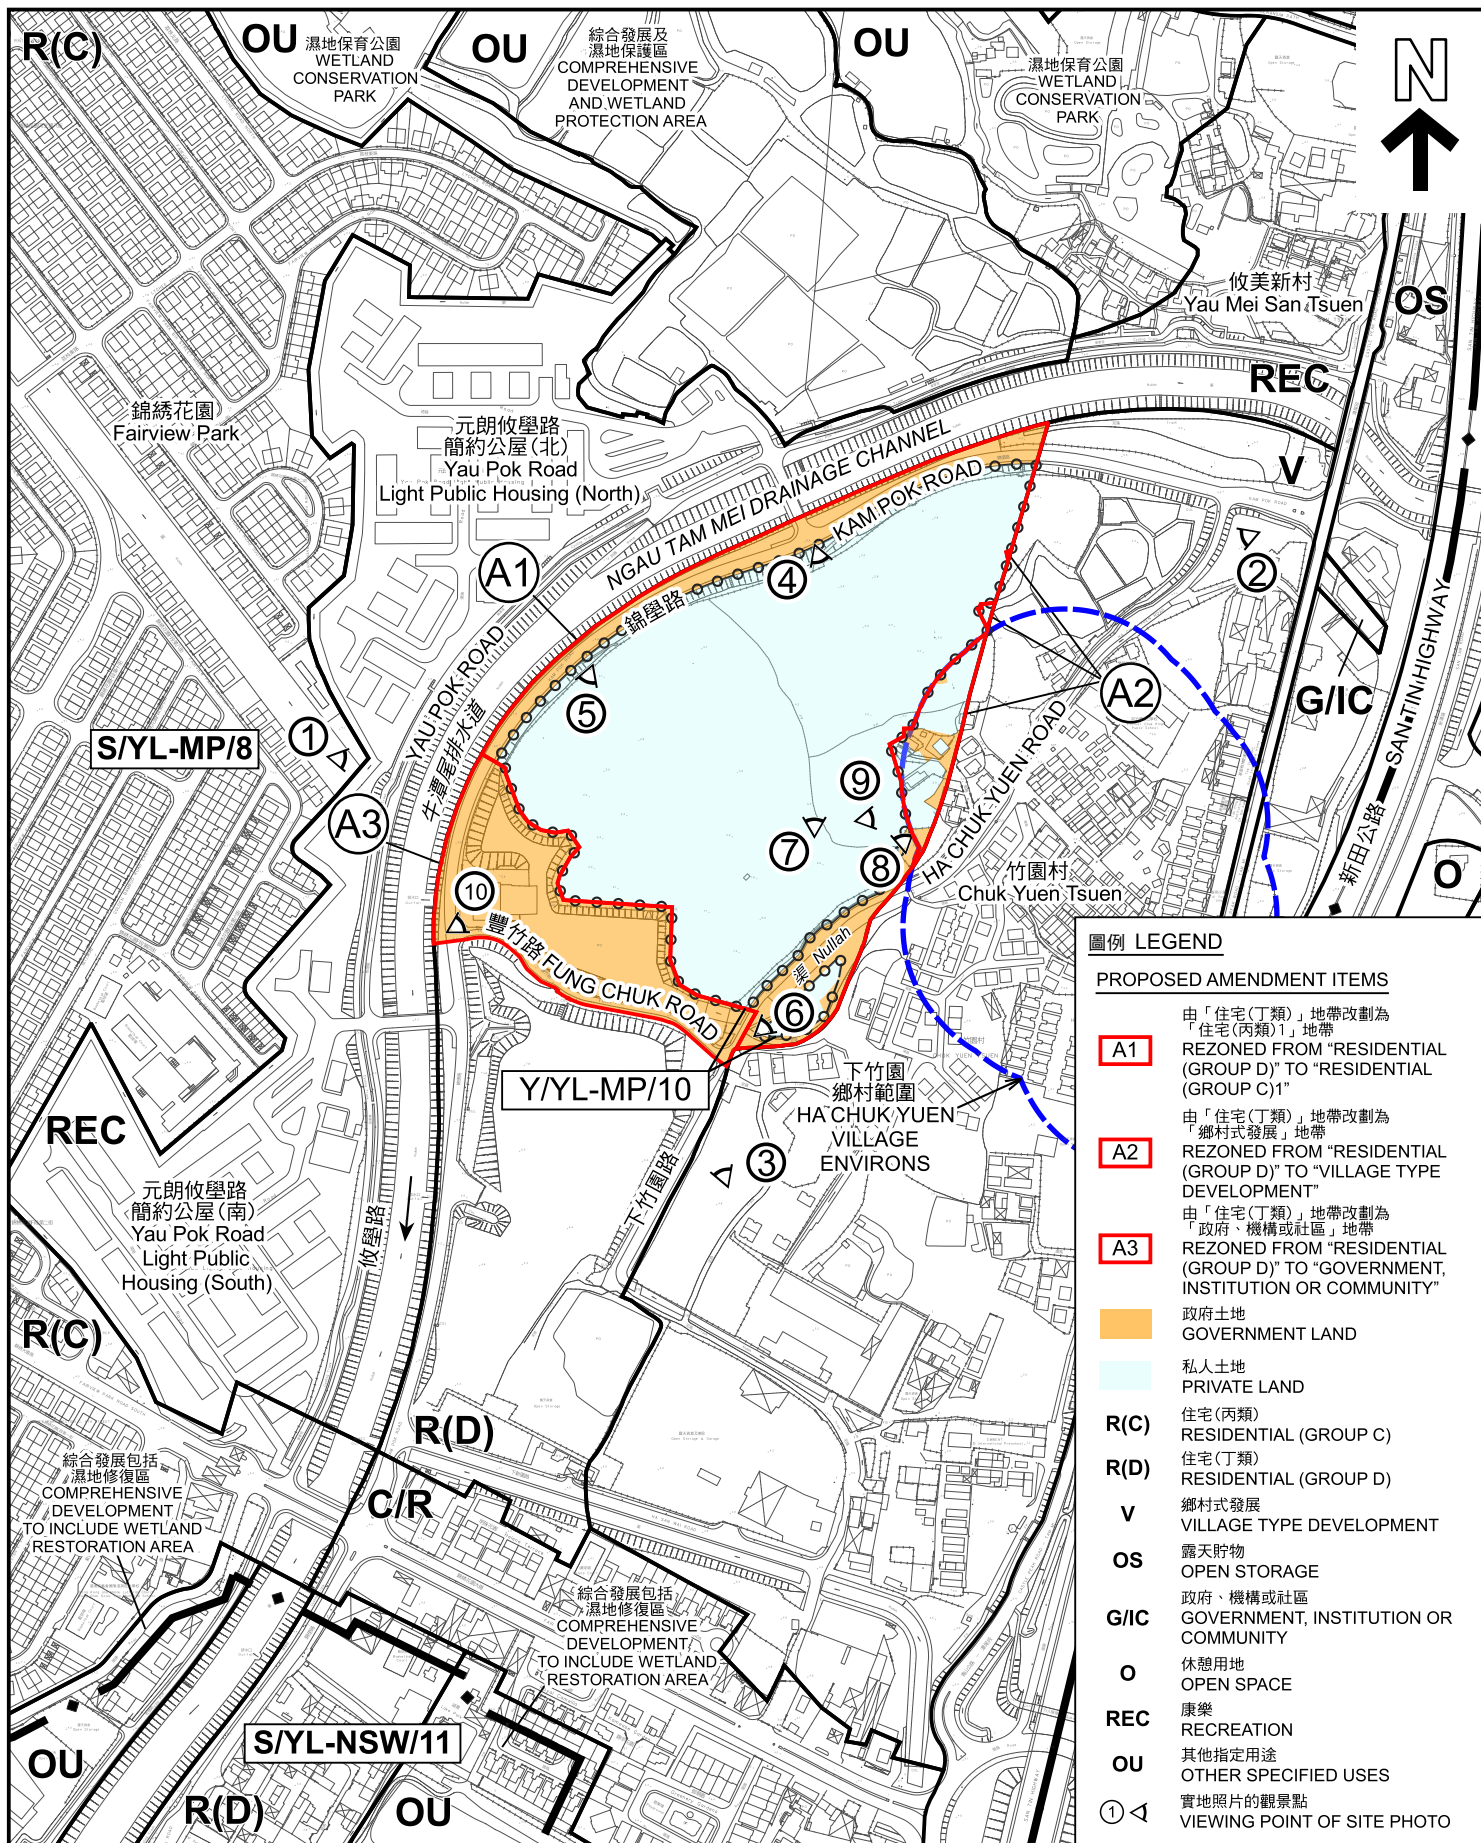 R(C)
OU
濕地保育公園
WETLAND
CONSERVATION
PARK
OU
綜合發展及
濕地保護區
COMPREHENSIVE
DEVELOPMENT
AND WETLAND
PROTECTION AREA
OU
濕地保育公園
WETLAND
CONSERVATION
PARK
N
攸美新村
Yau Mei San Tsuen
OS
REC
錦綉花園
Fairview Park
元朗攸壆路
簡約公屋(北)
Yau Pok Road
Light Public Housing (North)
NGAU TAM MEI DRAINAGE CHANNEL
KAM POK ROAD
V
KAM POK ROAD
A1
4
2
錦壆路
YAU POK ROAD
5
A2
G/IC
SAN TIN HIGHWAY
S/YL-MP/8
1
牛潭尾排水道
HA CHUK YUEN ROAD
A3
9
7
8
新田公路
O
竹園村
Chuk Yuen Tsuen
10
豐竹路 FUNG CHUK ROAD
Nullah
6
Y/YL-MP/10
下竹園
鄉村範圍
HA CHUK YUEN
VILLAGE
ENVIRONS
REC
3
下竹園路
元朗攸壆路
簡約公屋(南)
Yau Pok Road
Light Public
Housing (South)
攸壆路
R(C)
FAIRVIEW PARK ROAD SOUTH
R(D)
C/R
綜合發展包括
濕地修復區
COMPREHENSIVE
DEVELOPMENT
TO INCLUDE WETLAND
RESTORATION AREA
綜合發展包括
濕地修復區
COMPREHENSIVE
DEVELOPMENT
TO INCLUDE WETLAND
RESTORATION AREA
S/YL-NSW/11
OU
R(D)
OU
圖例 LEGEND
PROPOSED AMENDMENT ITEMS
A1
由「住宅(丁類)」地帶改劃為
「住宅(丙類)1」地帶
REZONED FROM “RESIDENTIAL
(GROUP D)” TO “RESIDENTIAL
(GROUP C)1”
A2
由「住宅(丁類)」地帶改劃為
「鄉村式發展」地帶
REZONED FROM “RESIDENTIAL
(GROUP D)” TO “VILLAGE TYPE
DEVELOPMENT”
A3
由「住宅(丁類)」地帶改劃為
「政府、機構或社區」地帶
REZONED FROM “RESIDENTIAL
(GROUP D)” TO “GOVERNMENT,
INSTITUTION OR COMMUNITY”
政府土地
GOVERNMENT LAND
私人土地
PRIVATE LAND
R(C)
住宅(丙類)
RESIDENTIAL (GROUP C)
R(D)
住宅(丁類)
RESIDENTIAL (GROUP D)
V
鄉村式發展
VILLAGE TYPE DEVELOPMENT
OS
露天貯物
OPEN STORAGE
G/IC
政府、機構或社區
GOVERNMENT, INSTITUTION OR
COMMUNITY
O
休憩用地
OPEN SPACE
REC
康樂
RECREATION
OU
其他指定用途
OTHER SPECIFIED USES
1
實地照片的觀景點
VIEWING POINT OF SITE PHOTO